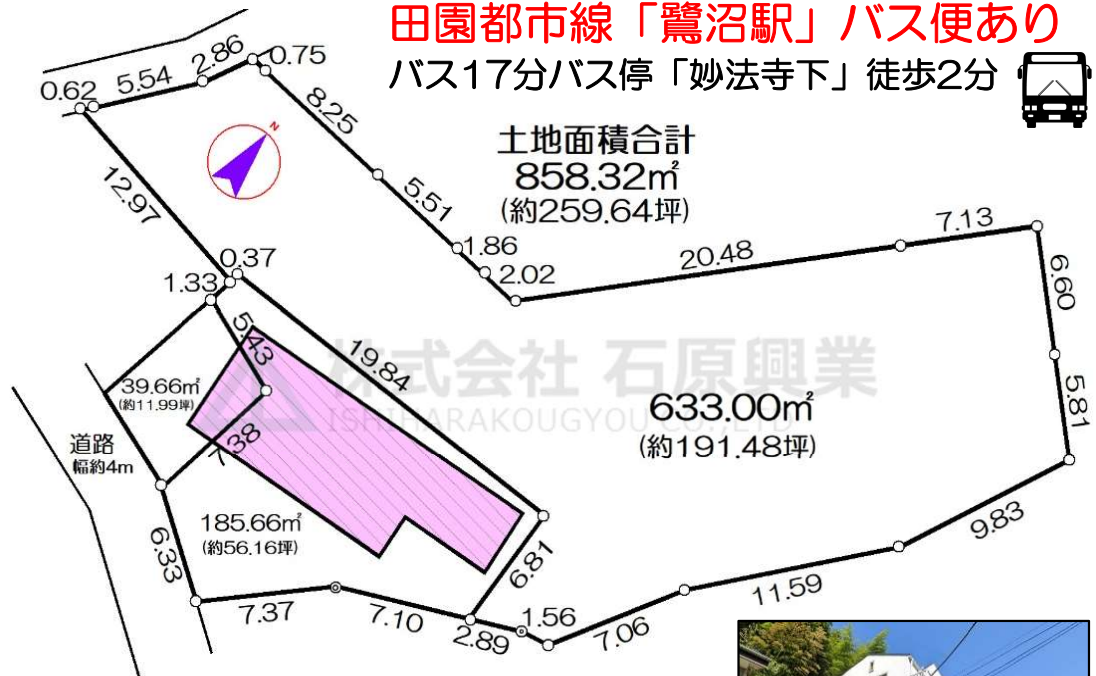 田園都市線「鷺沼駅」バス便あり
バス17分バス停「妙法寺下」徒歩2分
土地面積合計
858.32㎡
(約259.64坪)
0.62
5.54
2.86
0.75
8.25
N
12.97
5.51
1.86
2.02
20.48
7.13
6.60
0.37
1.33
5.43
19.84
5.81
株式会社 石原興業
ISHIHARAKOUGYOU CO.,LTD
39.66㎡
(約11.99坪)
633.00㎡
(約191.48坪)
道路
幅約4m
7.38
185.66㎡
(約56.16坪)
6.33
6.81
9.83
7.37
7.10
2.89
1.56
7.06
11.59